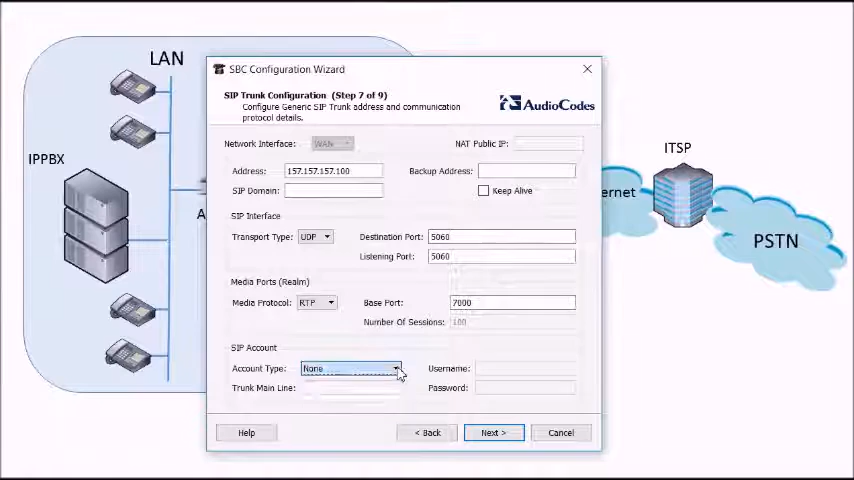 LAN
IPPBX
A
SBC Configuration Wizard
SIP Trunk Configuration (Step 7 of 9)
Configure Generic SIP Trunk address and communication
protocol details.
AudioCodes
Network Interface: WAN
NAT Public IP:
Address: 157.157.157.100
Backup Address:
SIP Domain:
Keep Alive
SIP Interface
Transport Type: UDP
Destination Port: 5060
Listening Port: 5060
Media Ports (Realm)
Media Protocol: RTP
Base Port: 7000
Number Of Sessions: 100
SIP Account
Account Type: None
Username:
Trunk Main Line:
Password:
Help
< Back
Next >
Cancel
ITSP
ernet
PSTN